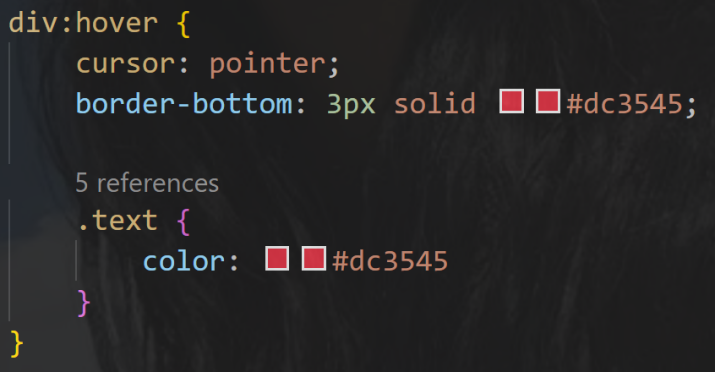 div:hover {
cursor: pointer;
border-bottom: 3px solid #dc3545;
5 references
.text {
color: #dc3545
}
}